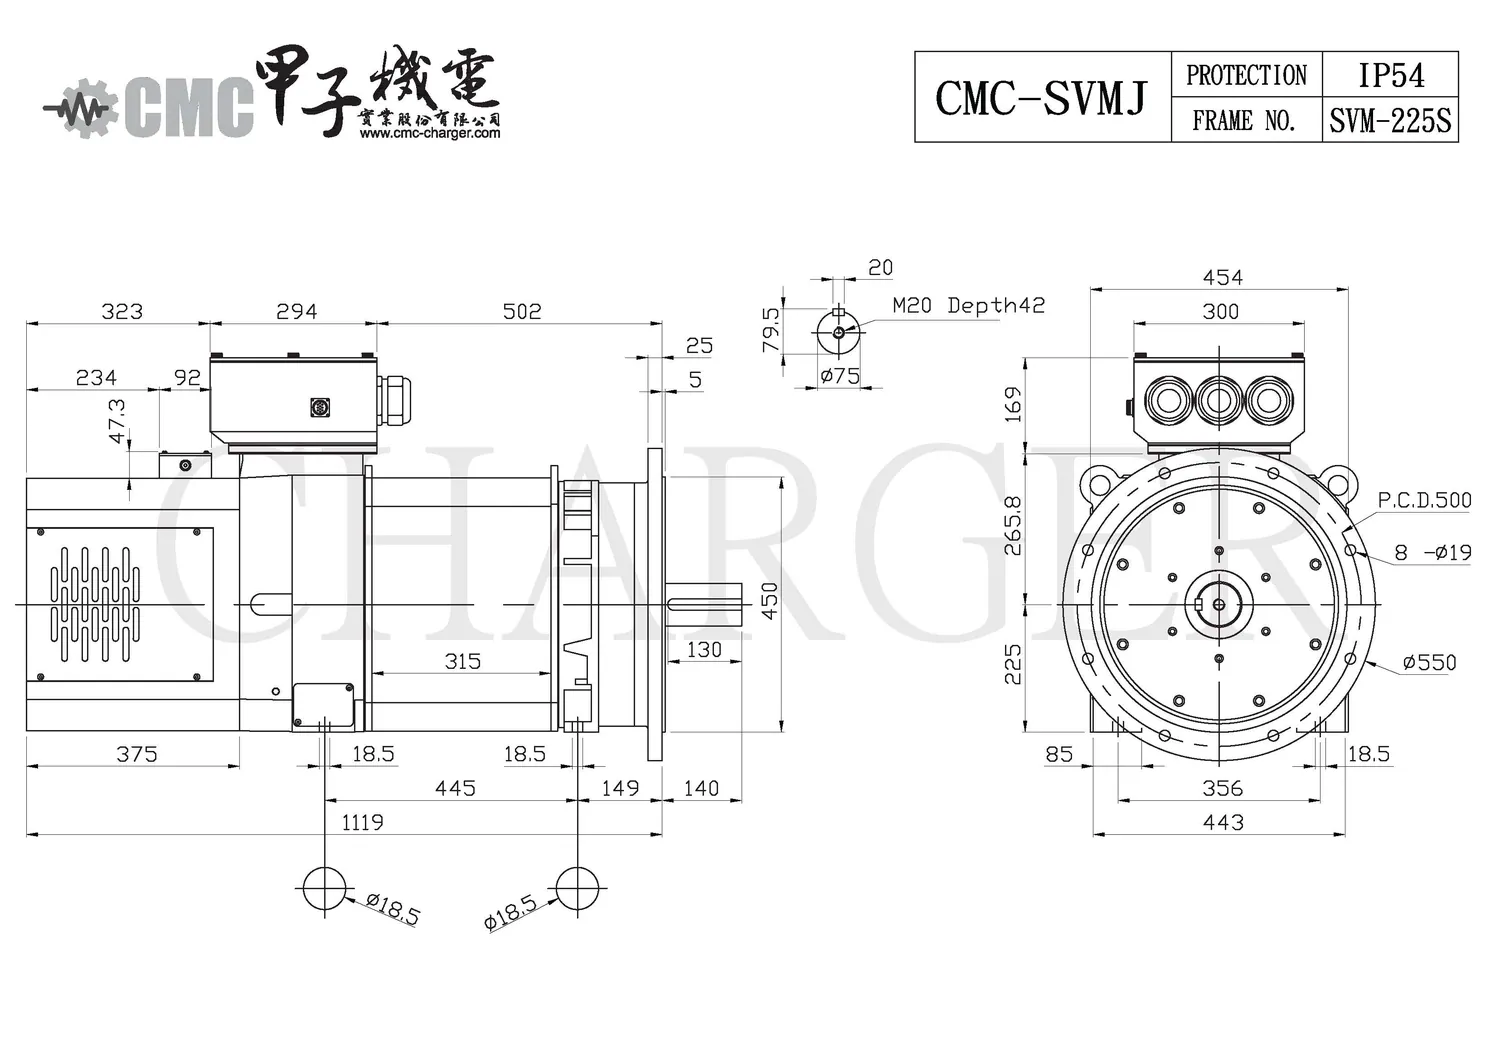 CMC 甲子機電
實業股份有限公司
www.cmc-charger.com
CMC-SVMJ
PROTECTION IP54
FRAME NO. SVM-225S
20
M20 Depth42
79.5
Ø75
454
300
323 294 502
25
234 92
5
47.3
169
CHARGER
265.8
P.C.D.500
8 -Ø19
450
130
315
225
Ø550
375 18.5 18.5
85 18.5
445 149 140
356
1119
443
Ø18.5
Ø18.5